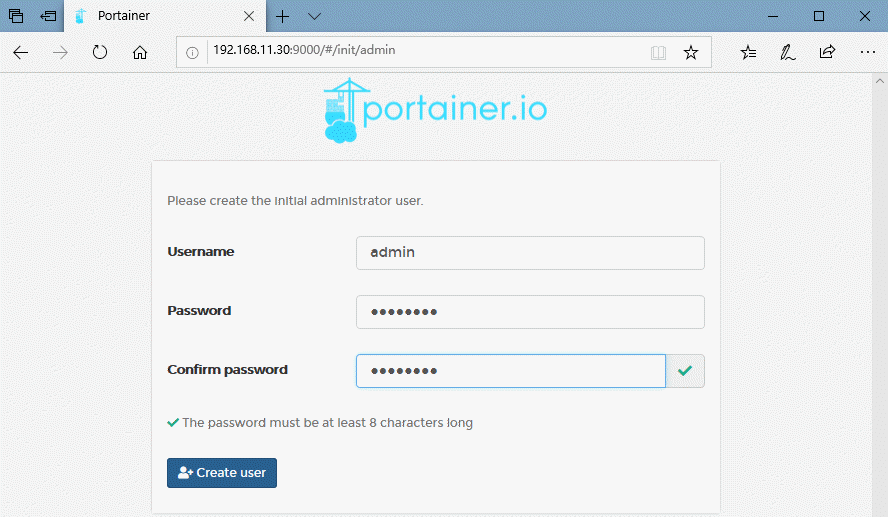 Portainer
192.168.11.30:9000/#/init/admin
portainer.io
Please create the initial administrator user.
Username
admin
Password
Confirm password
The password must be at least 8 characters long
Create user